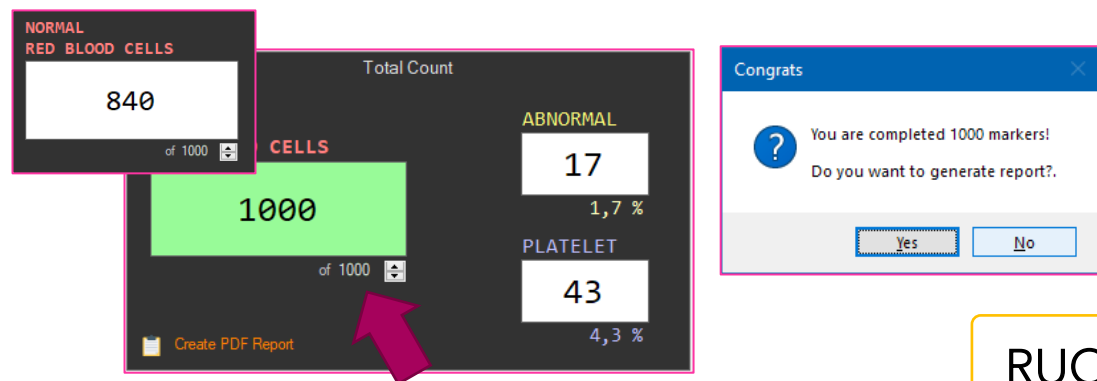 NORMAL
RED BLOOD CELLS
840
of 1000
Total Count
CELLS
1000
of 1000
ABNORMAL
17
1,7 %
PLATELET
43
4,3 %
Create PDF Report
Congrats
You are completed 1000 markers!
Do you want to generate report?.
Yes
No